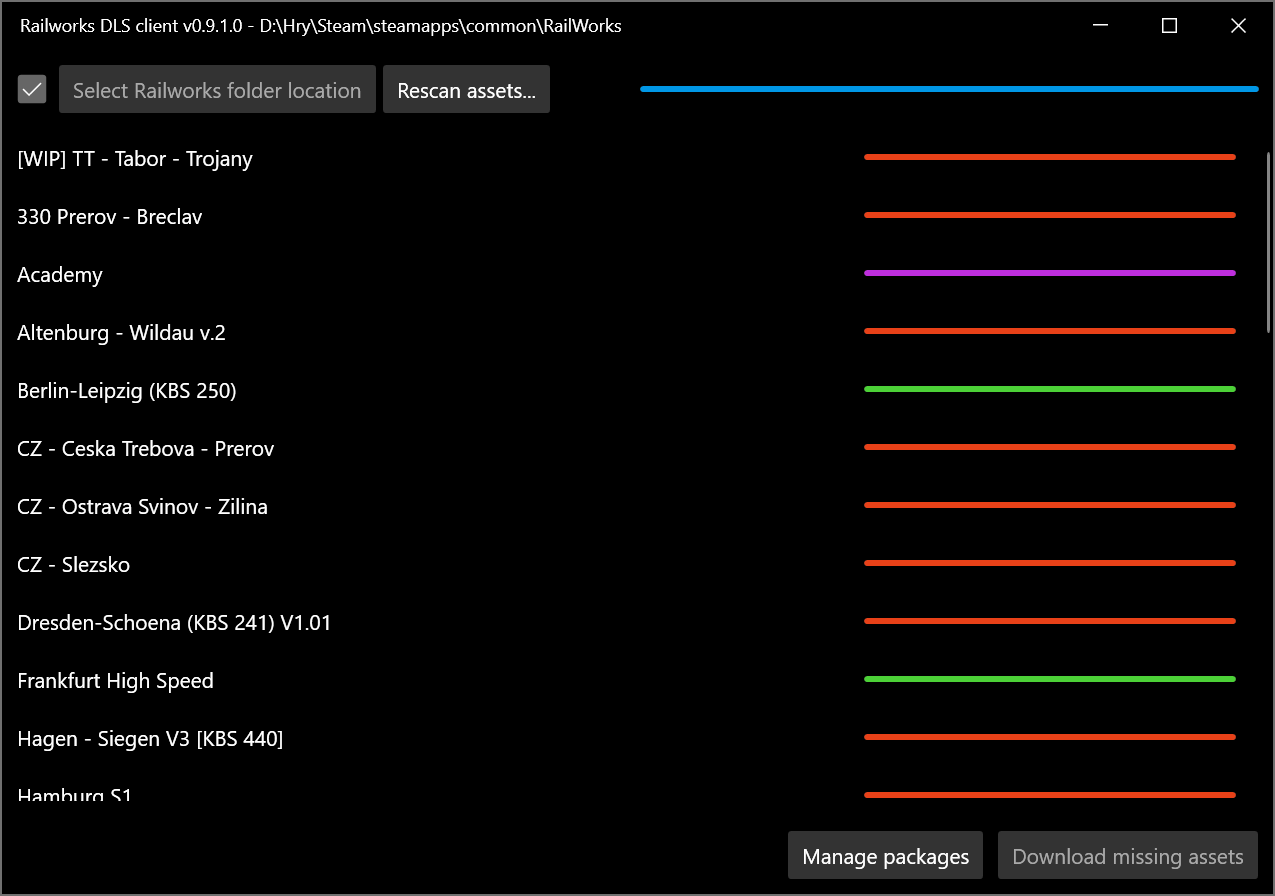 Railworks DLS client v0.9.1.0 - D:\Hry\Steam\steamapps\common\RailWorks
Select Railworks folder location
Rescan assets...
[WIP] TT - Tabor - Trojany
330 Prerov - Breclav
Academy
Altenburg - Wildau v.2
Berlin-Leipzig (KBS 250)
CZ - Ceska Trebova - Prerov
CZ - Ostrava Svinov - Zilina
CZ - Slezsko
Dresden-Schoena (KBS 241) V1.01
Frankfurt High Speed
Hagen - Siegen V3 [KBS 440]
Hamburg S1
Manage packages
Download missing assets